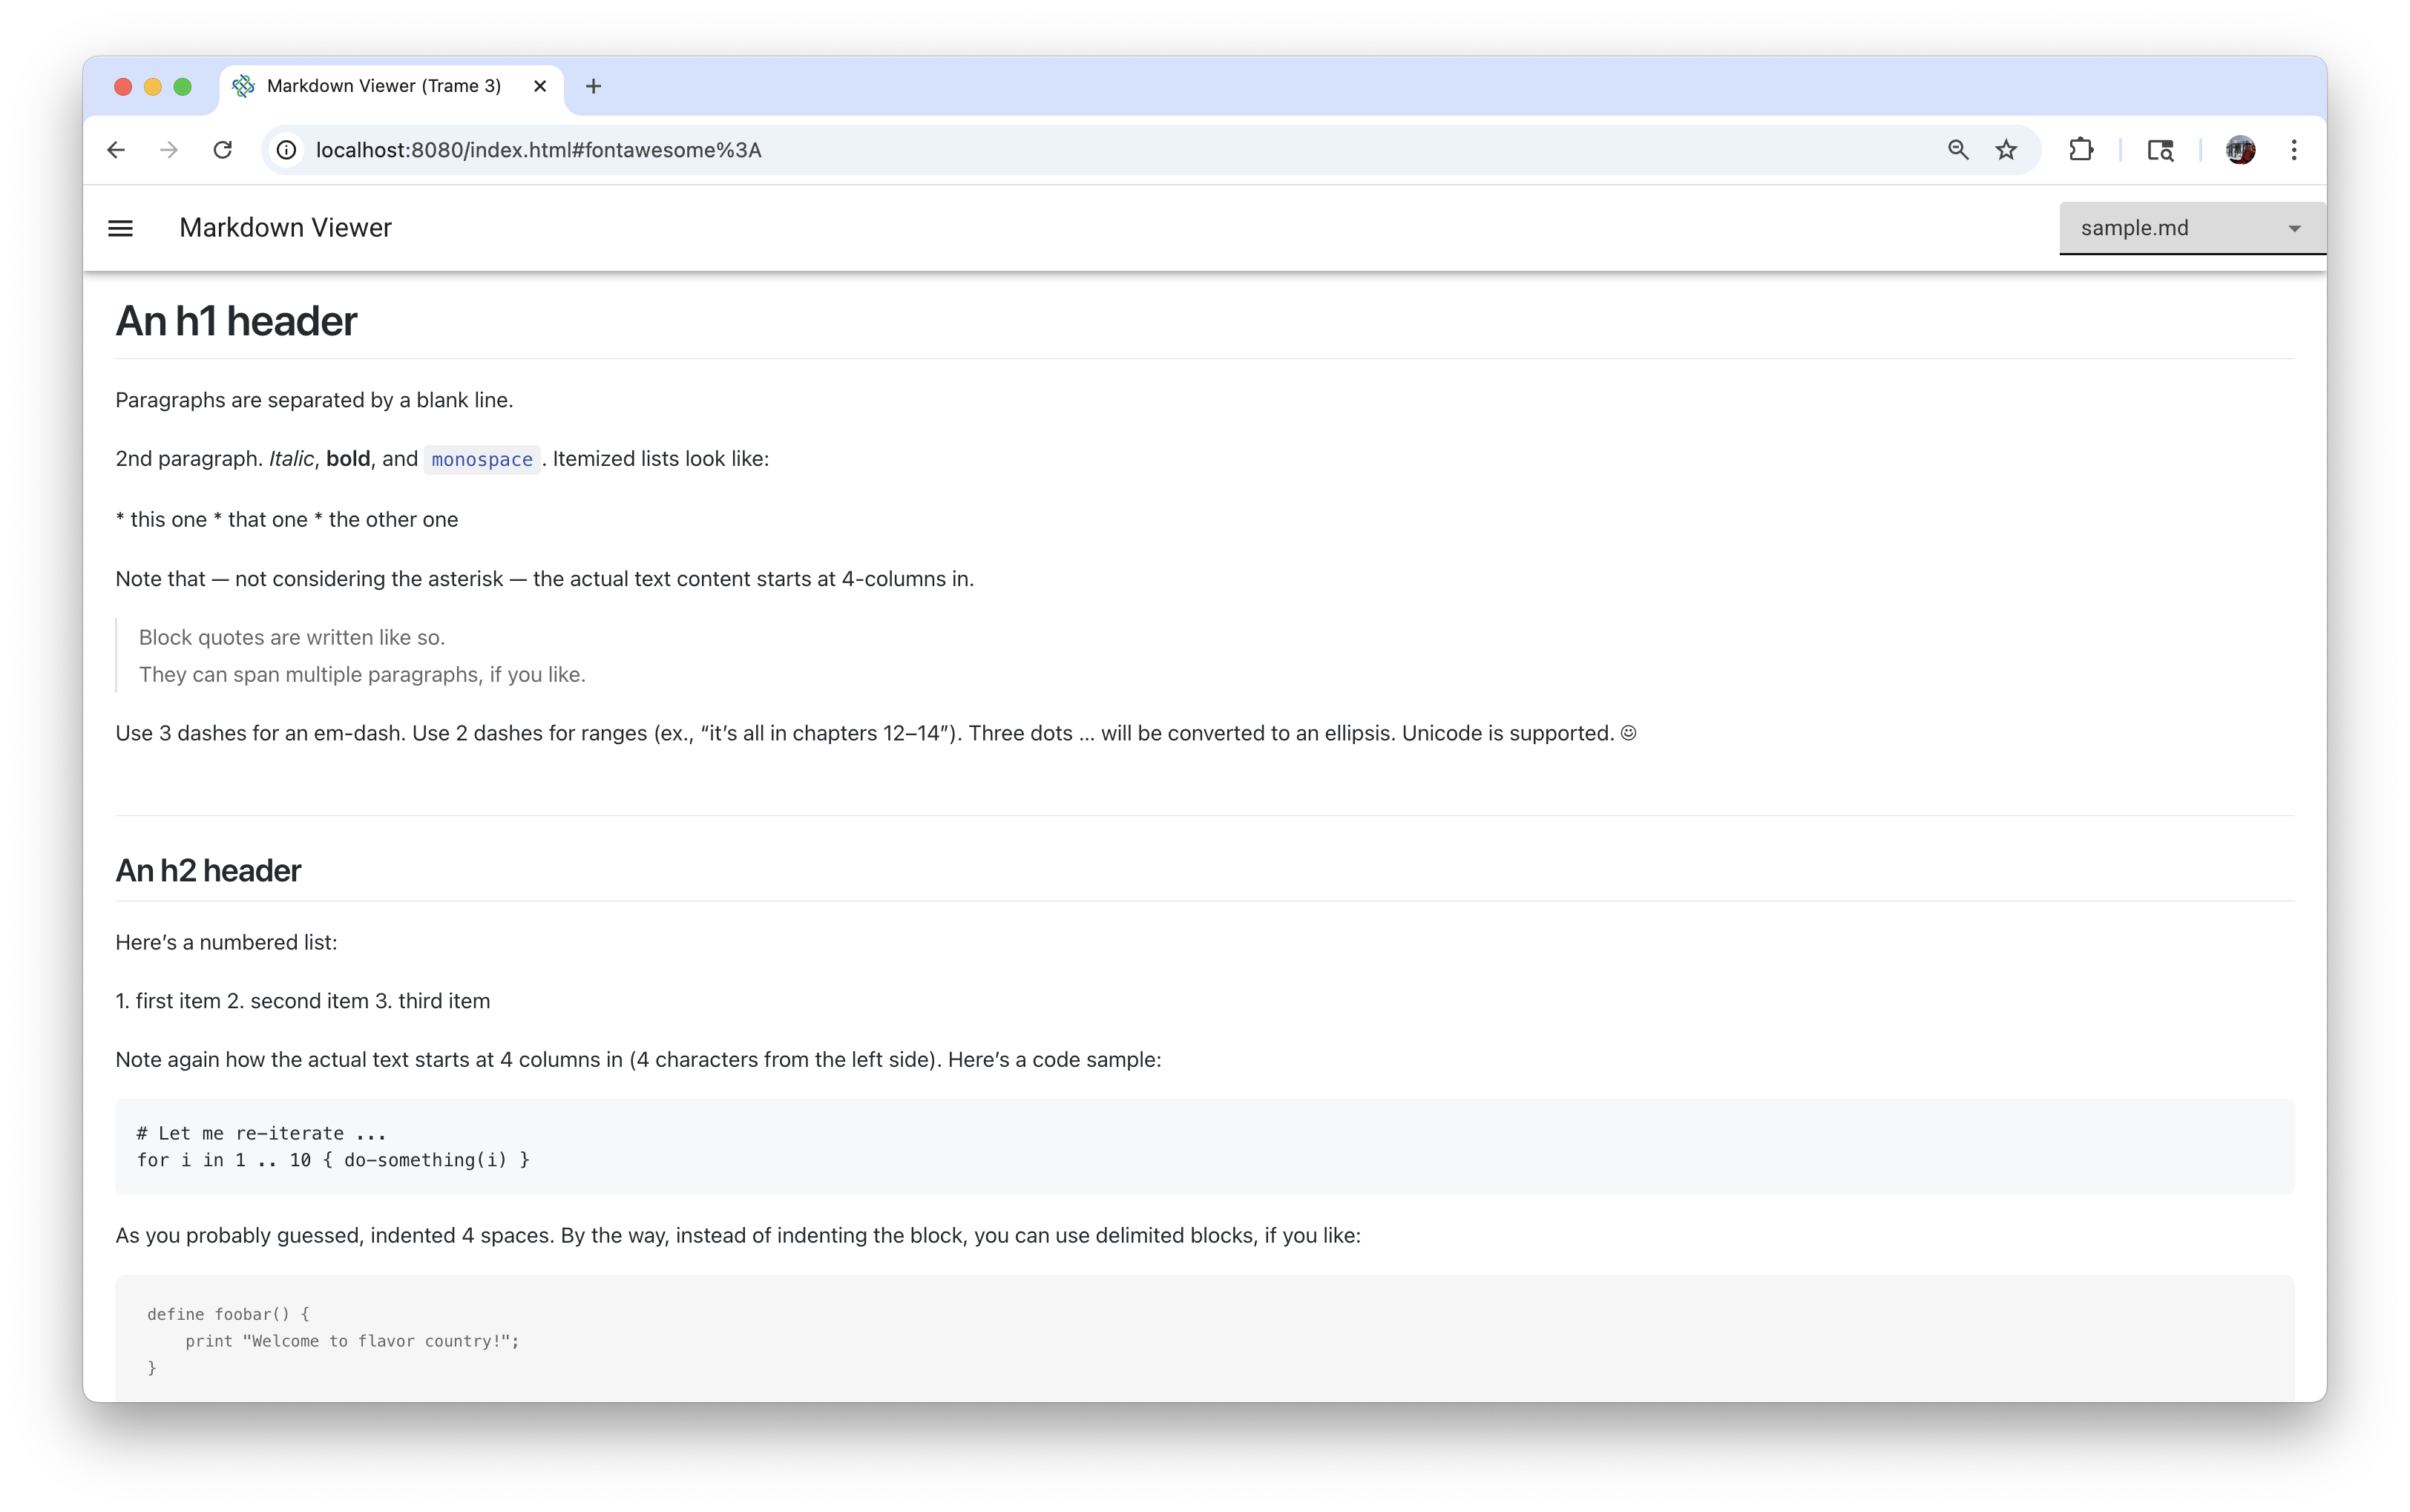 Markdown Viewer (Trame 3)
localhost:8080/index.html#fontawesome%3A
Markdown Viewer
sample.md
An h1 header
Paragraphs are separated by a blank line.
2nd paragraph. Italic, bold, and monospace. Itemized lists look like:
* this one * that one * the other one
Note that — not considering the asterisk — the actual text content starts at 4-columns in.
Block quotes are written like so.
They can span multiple paragraphs, if you like.
Use 3 dashes for an em-dash. Use 2 dashes for ranges (ex., “it’s all in chapters 12–14”). Three dots … will be converted to an ellipsis. Unicode is supported. ☺
An h2 header
Here’s a numbered list:
1. first item 2. second item 3. third item
Note again how the actual text starts at 4 columns in (4 characters from the left side). Here’s a code sample:
# Let me re-iterate ...
for i in 1 .. 10 { do-something(i) }
As you probably guessed, indented 4 spaces. By the way, instead of indenting the block, you can use delimited blocks, if you like:
define foobar() {
    print "Welcome to flavor country!";
}